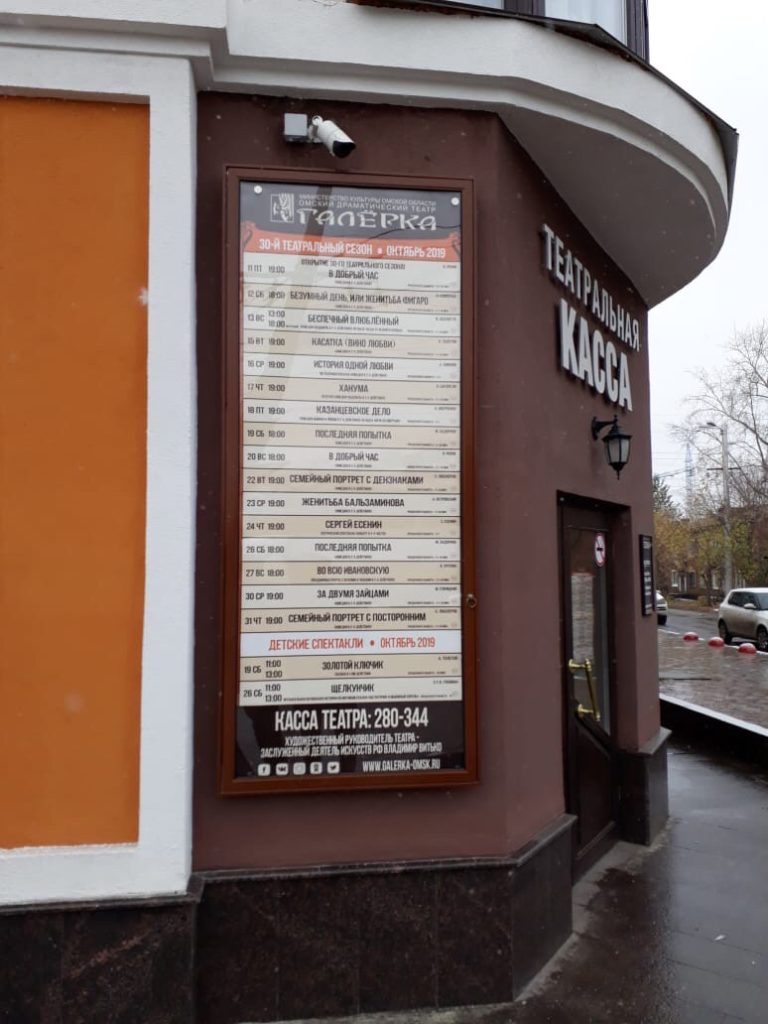 МИНИСТЕРСТВО КУЛЬТУРЫ ОМСКОЙ ОБЛАСТИ
ОМСКИЙ ДРАМАТИЧЕСКИЙ ТЕАТР
ГАЛЁРКА
30-Й ТЕАТРАЛЬНЫЙ СЕЗОН • ОКТЯБРЬ 2019
ОТКРЫТИЕ 30-ГО ТЕАТРАЛЬНОГО СЕЗОНА!
11 ПТ 19:00 В ДОБРЫЙ ЧАС
12 СБ 18:00 БЕЗУМНЫЙ ДЕНЬ, ИЛИ ЖЕНИТЬБА ФИГАРО
13 ВС 13:00 18:00 БЕСПЕЧНЫЙ ВЛЮБЛЁННЫЙ
15 ВТ 19:00 КАСАТКА (ВИНО ЛЮБВИ)
16 СР 19:00 ИСТОРИЯ ОДНОЙ ЛЮБВИ
17 ЧТ 19:00 ХАНУМА
18 ПТ 19:00 КАЗАНЦЕВСКОЕ ДЕЛО
19 СБ 18:00 ПОСЛЕДНЯЯ ПОПЫТКА
20 ВС 18:00 В ДОБРЫЙ ЧАС
22 ВТ 19:00 СЕМЕЙНЫЙ ПОРТРЕТ С ДЕНЗНАКАМИ
23 СР 19:00 ЖЕНИТЬБА БАЛЬЗАМИНОВА
24 ЧТ 19:00 СЕРГЕЙ ЕСЕНИН
26 СБ 18:00 ПОСЛЕДНЯЯ ПОПЫТКА
27 ВС 18:00 ВО ВСЮ ИВАНОВСКУЮ
30 СР 19:00 ЗА ДВУМЯ ЗАЙЦАМИ
31 ЧТ 19:00 СЕМЕЙНЫЙ ПОРТРЕТ С ПОСТОРОННИМ
ДЕТСКИЕ СПЕКТАКЛИ • ОКТЯБРЬ 2019
19 СБ 11:00 13:00 ЗОЛОТОЙ КЛЮЧИК
26 СБ 11:00 13:00 ЩЕЛКУНЧИК
КАССА ТЕАТРА: 280-344
ХУДОЖЕСТВЕННЫЙ РУКОВОДИТЕЛЬ ТЕАТРА -
ЗАСЛУЖЕННЫЙ ДЕЯТЕЛЬ ИСКУССТВ РФ ВЛАДИМИР ВИТЬКО
WWW.GALERKA-OMSK.RU
ТЕАТРАЛЬНАЯ
КАССА